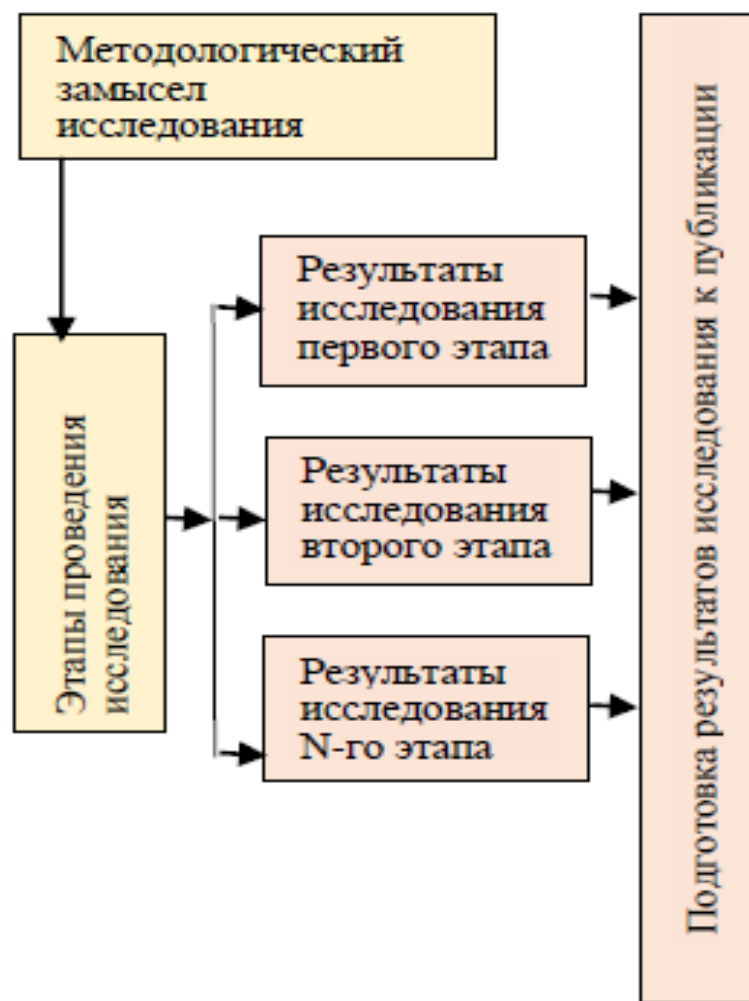 Методологический
замысел
исследования
Этапы проведения
исследования
Результаты
исследования
первого этапа
Результаты
исследования
второго этапа
Результаты
исследования
N-го этапа
Подготовка результатов исследования к публикации